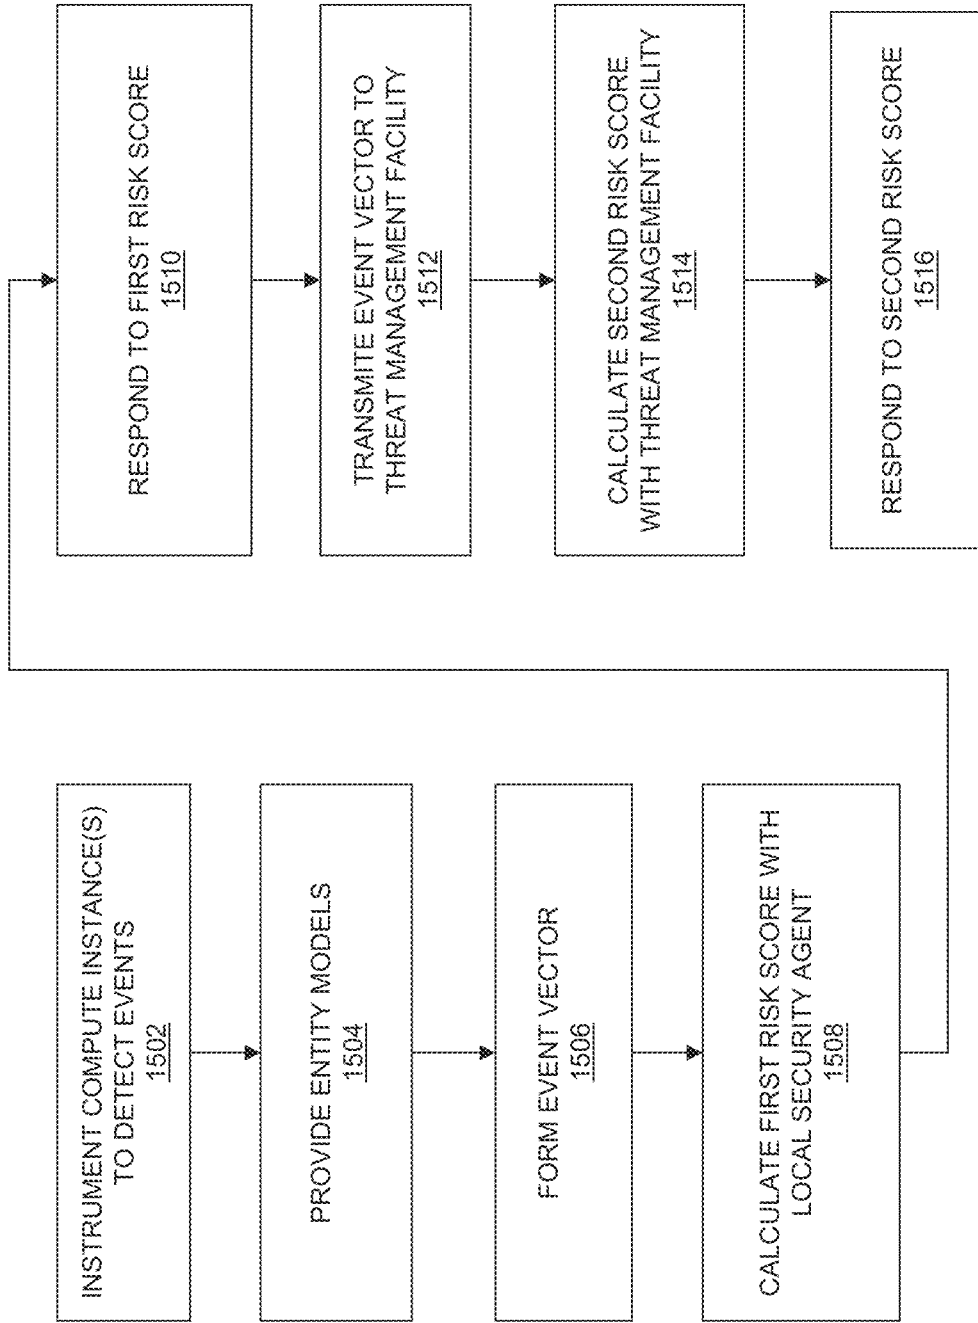 INSTRUMENT COMPUTE INSTANCE(S)
TO DETECT EVENTS
1502
PROVIDE ENTITY MODELS
1504
FORM EVENT VECTOR
1506
CALCULATE FIRST RISK SCORE WITH
LOCAL SECURITY AGENT
1508
RESPOND TO FIRST RISK SCORE
1510
TRANSMITE EVENT VECTOR TO
THREAT MANAGEMENT FACILITY
1512
CALCULATE SECOND RISK SCORE
WITH THREAT MANAGEMENT FACILITY
1514
RESPOND TO SECOND RISK SCORE
1516